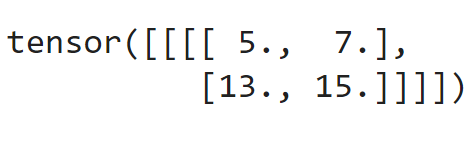 tensor([[[[ 5.,  7.],
          [13., 15.]]]])